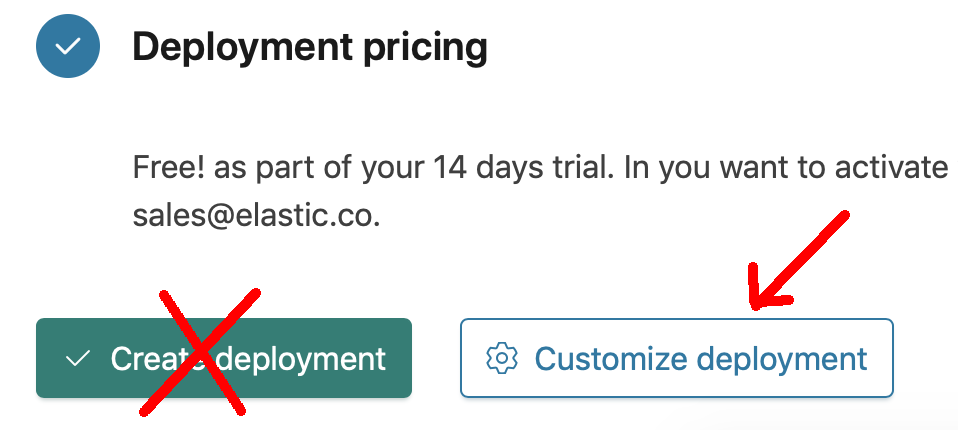 Deployment pricing
Free! as part of your 14 days trial. In you want to activate
sales@elastic.co.
Create deployment
Customize deployment